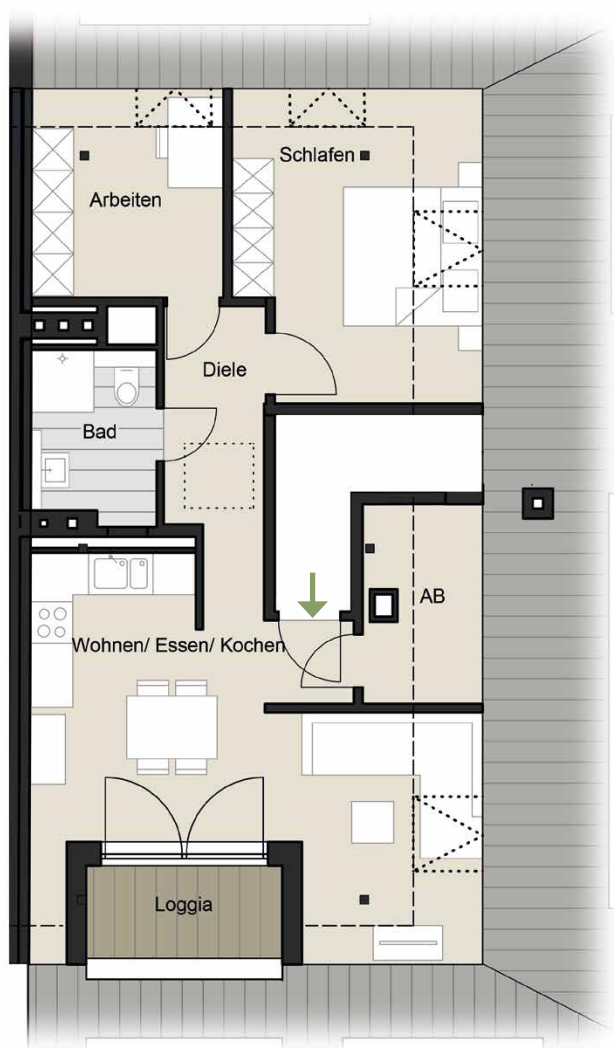 Schlafen
Arbeiten
Diele
Bad
AB
Wohnen/ Essen/ Kochen
Loggia